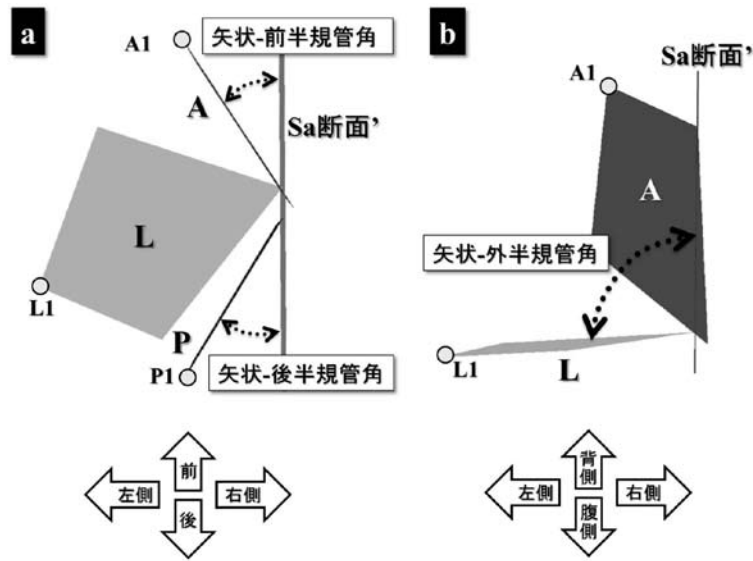 a
A1
矢状-前半規管角
A
Sa断面’
L
L1
P
P1
矢状-後半規管角
前
左側
右側
後
b
Sa断面’
A1
A
矢状-外半規管角
L1
L
背側
左側
右側
腹側